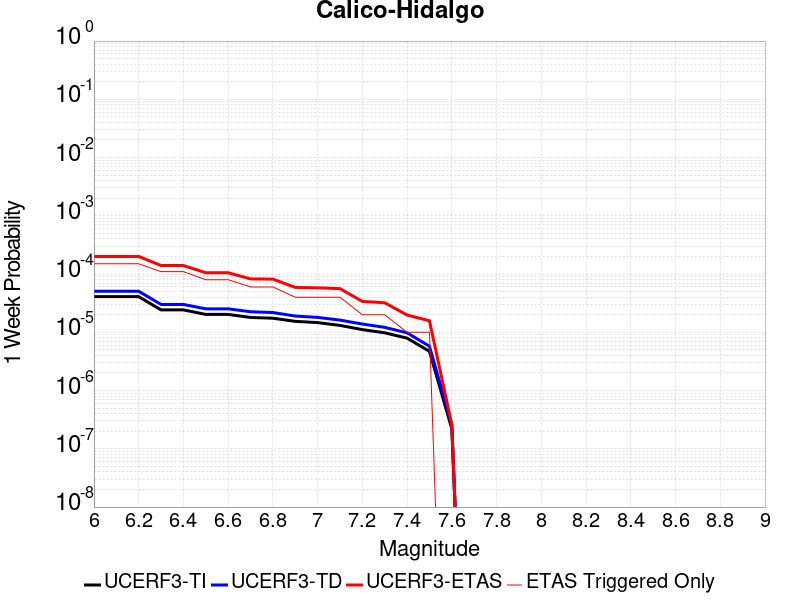 Calico-Hidalgo
10^0
10^-1
10^-2
10^-3
10^-4
10^-5
10^-6
10^-7
10^-8
1 Week Probability
6 6.2 6.4 6.6 6.8 7 7.2 7.4 7.6 7.8 8 8.2 8.4 8.6 8.8 9
Magnitude
UCERF3-TI UCERF3-TD UCERF3-ETAS ETAS Triggered Only